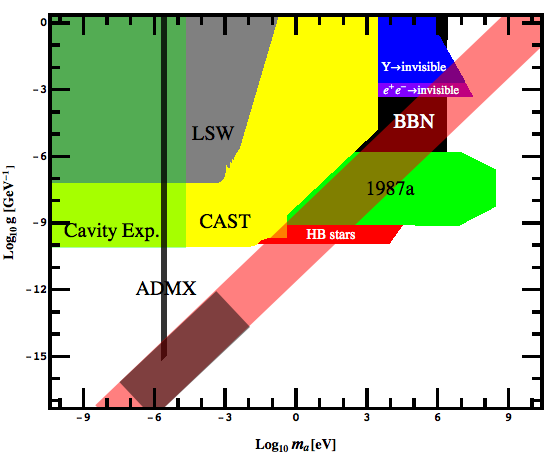 0
-3
-6
-9
-12
-15
Log10 g [GeV⁻¹]
LSW
CAST
Cavity Exp.
ADMX
Υ→invisible
e⁺e⁻→invisible
BBN
1987a
HB stars
-9
-6
-3
0
3
6
9
Log10 ma[eV]